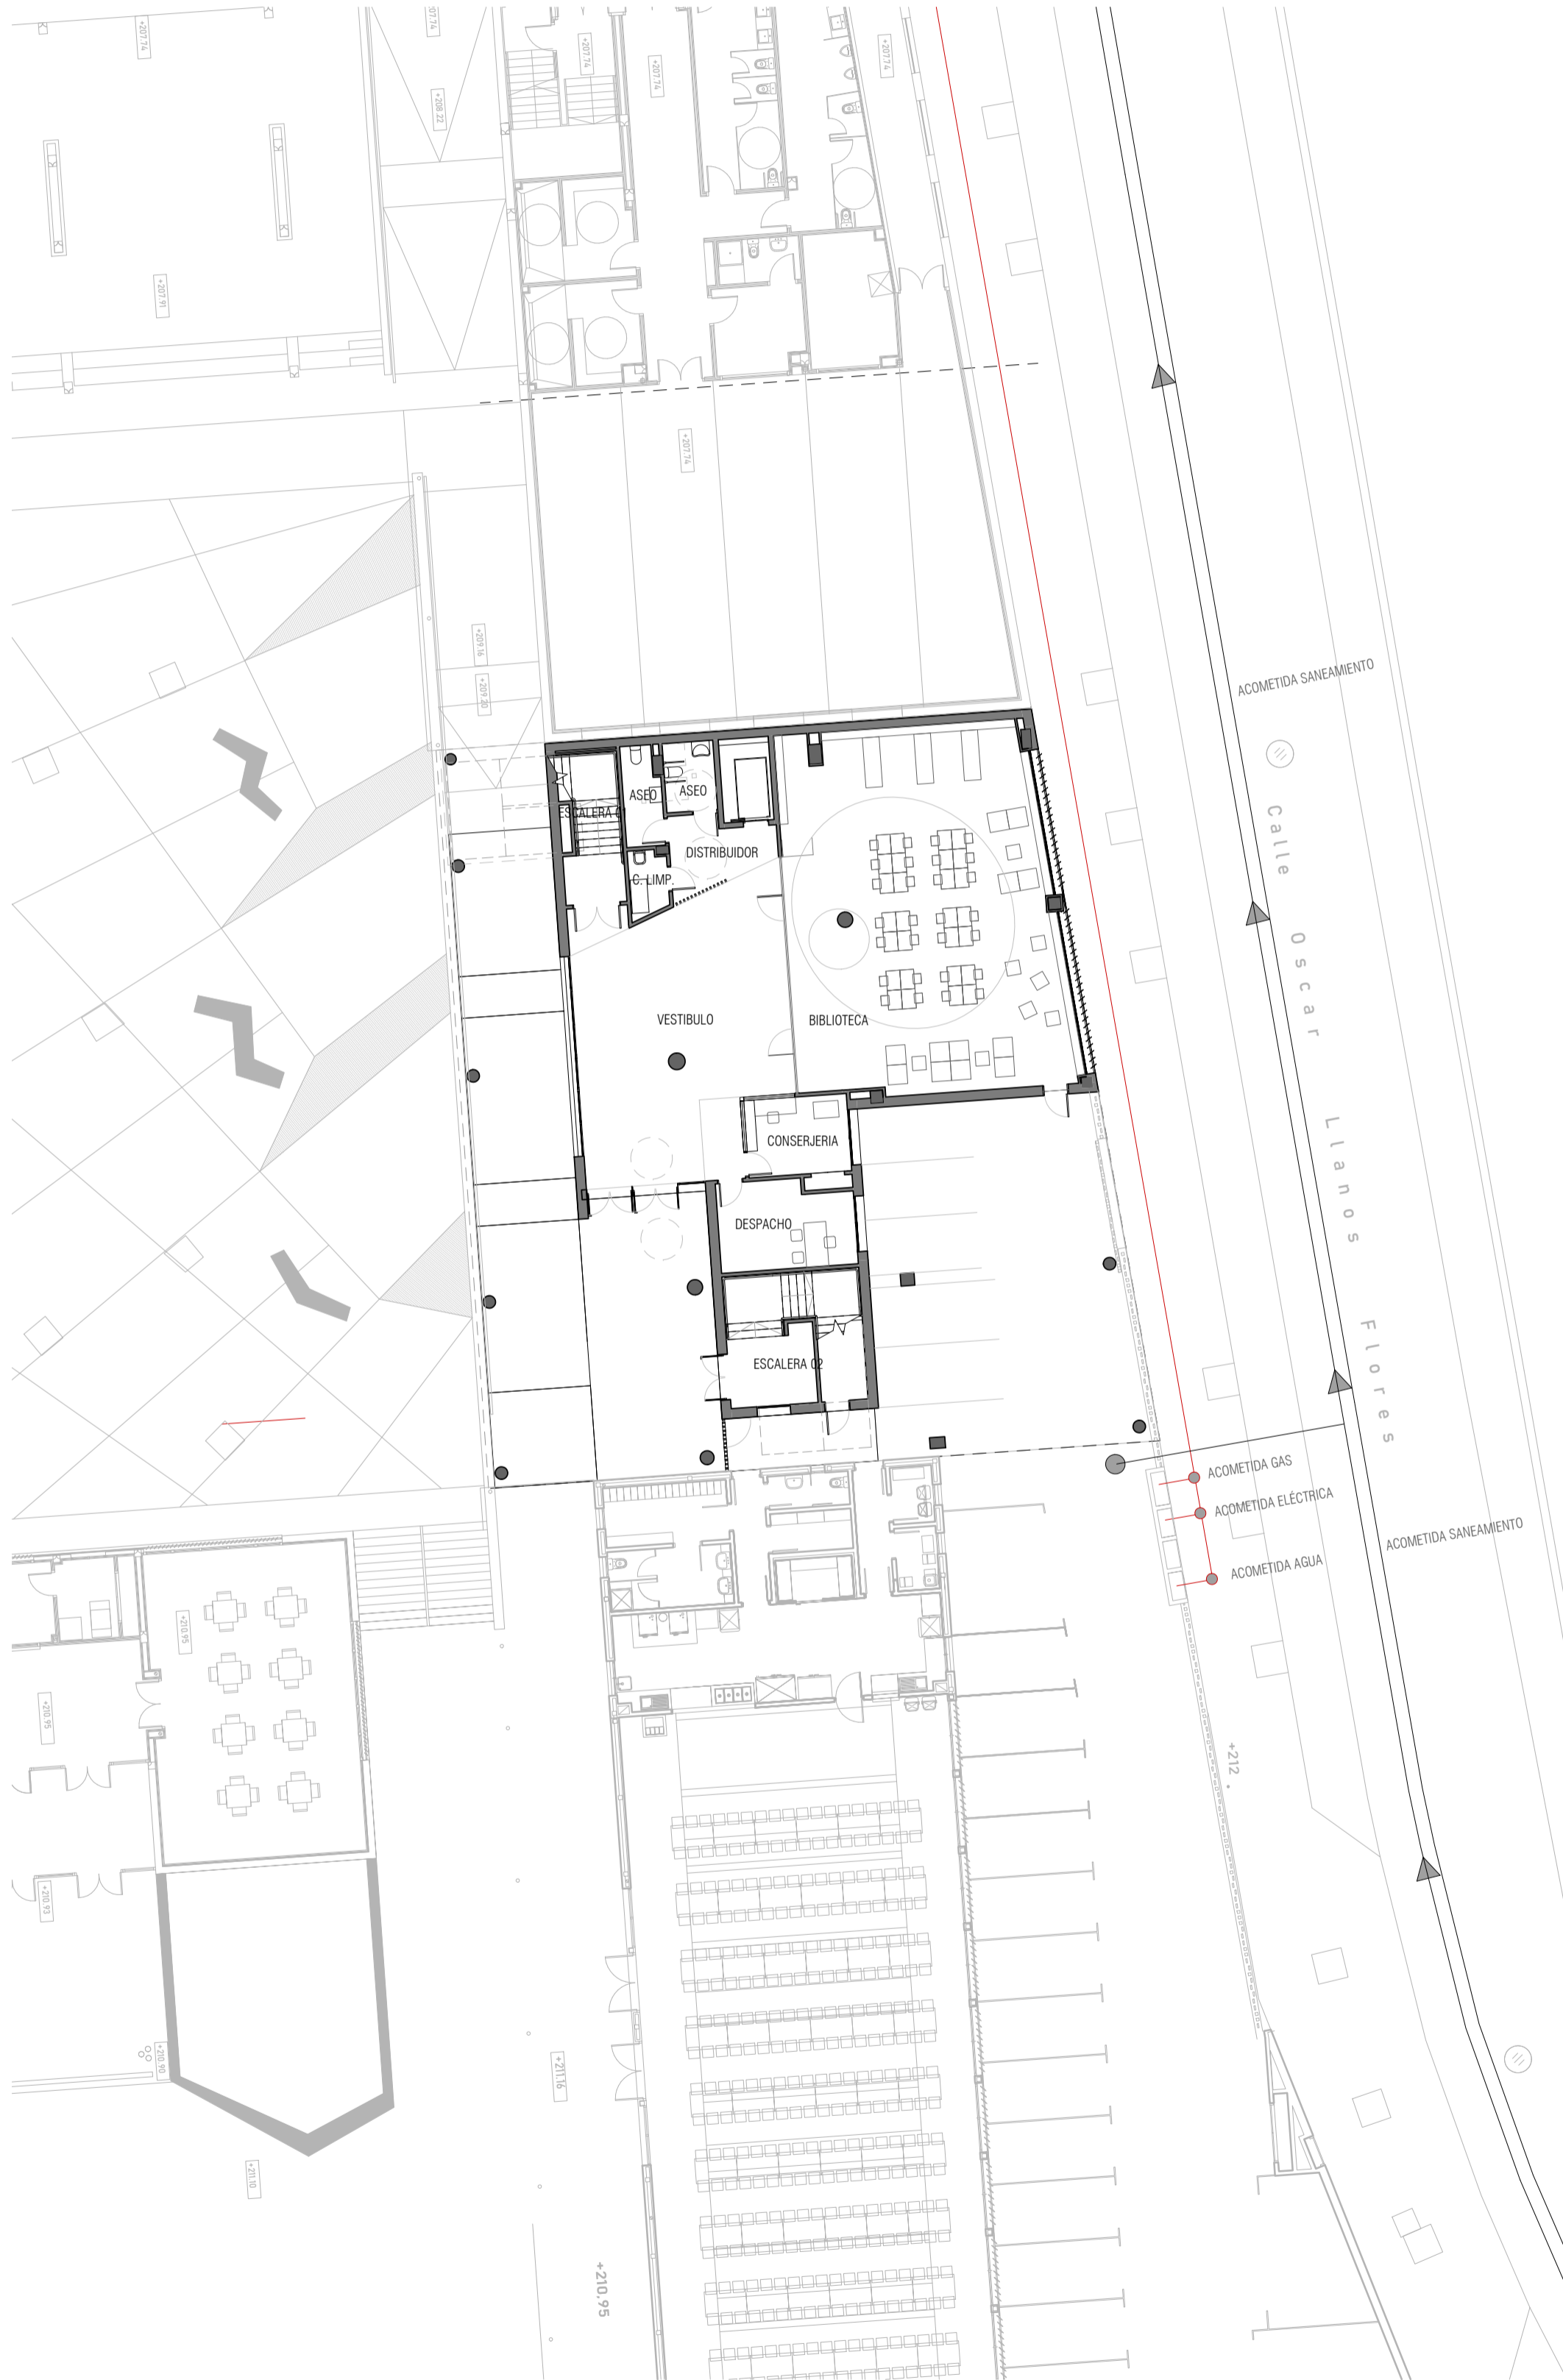 +207.74
+207.74
+207.74
+207.74
+207.74
+208.22
+207.91
+207.74
+209.16
+209.20
ACOMETIDA SANEAMIENTO
ASEO
ASEO
ESCALERA 01
DISTRIBUIDOR
C. LIMP.
VESTIBULO
BIBLIOTECA
CONSERJERIA
DESPACHO
ESCALERA 02
Calle Oscar Llanos Flores
ACOMETIDA GAS
ACOMETIDA ELÉCTRICA
ACOMETIDA SANEAMIENTO
ACOMETIDA AGUA
+210.95
+210.95
+212 .
+210.93
+210.90
+211.16
+211.10
+210.95